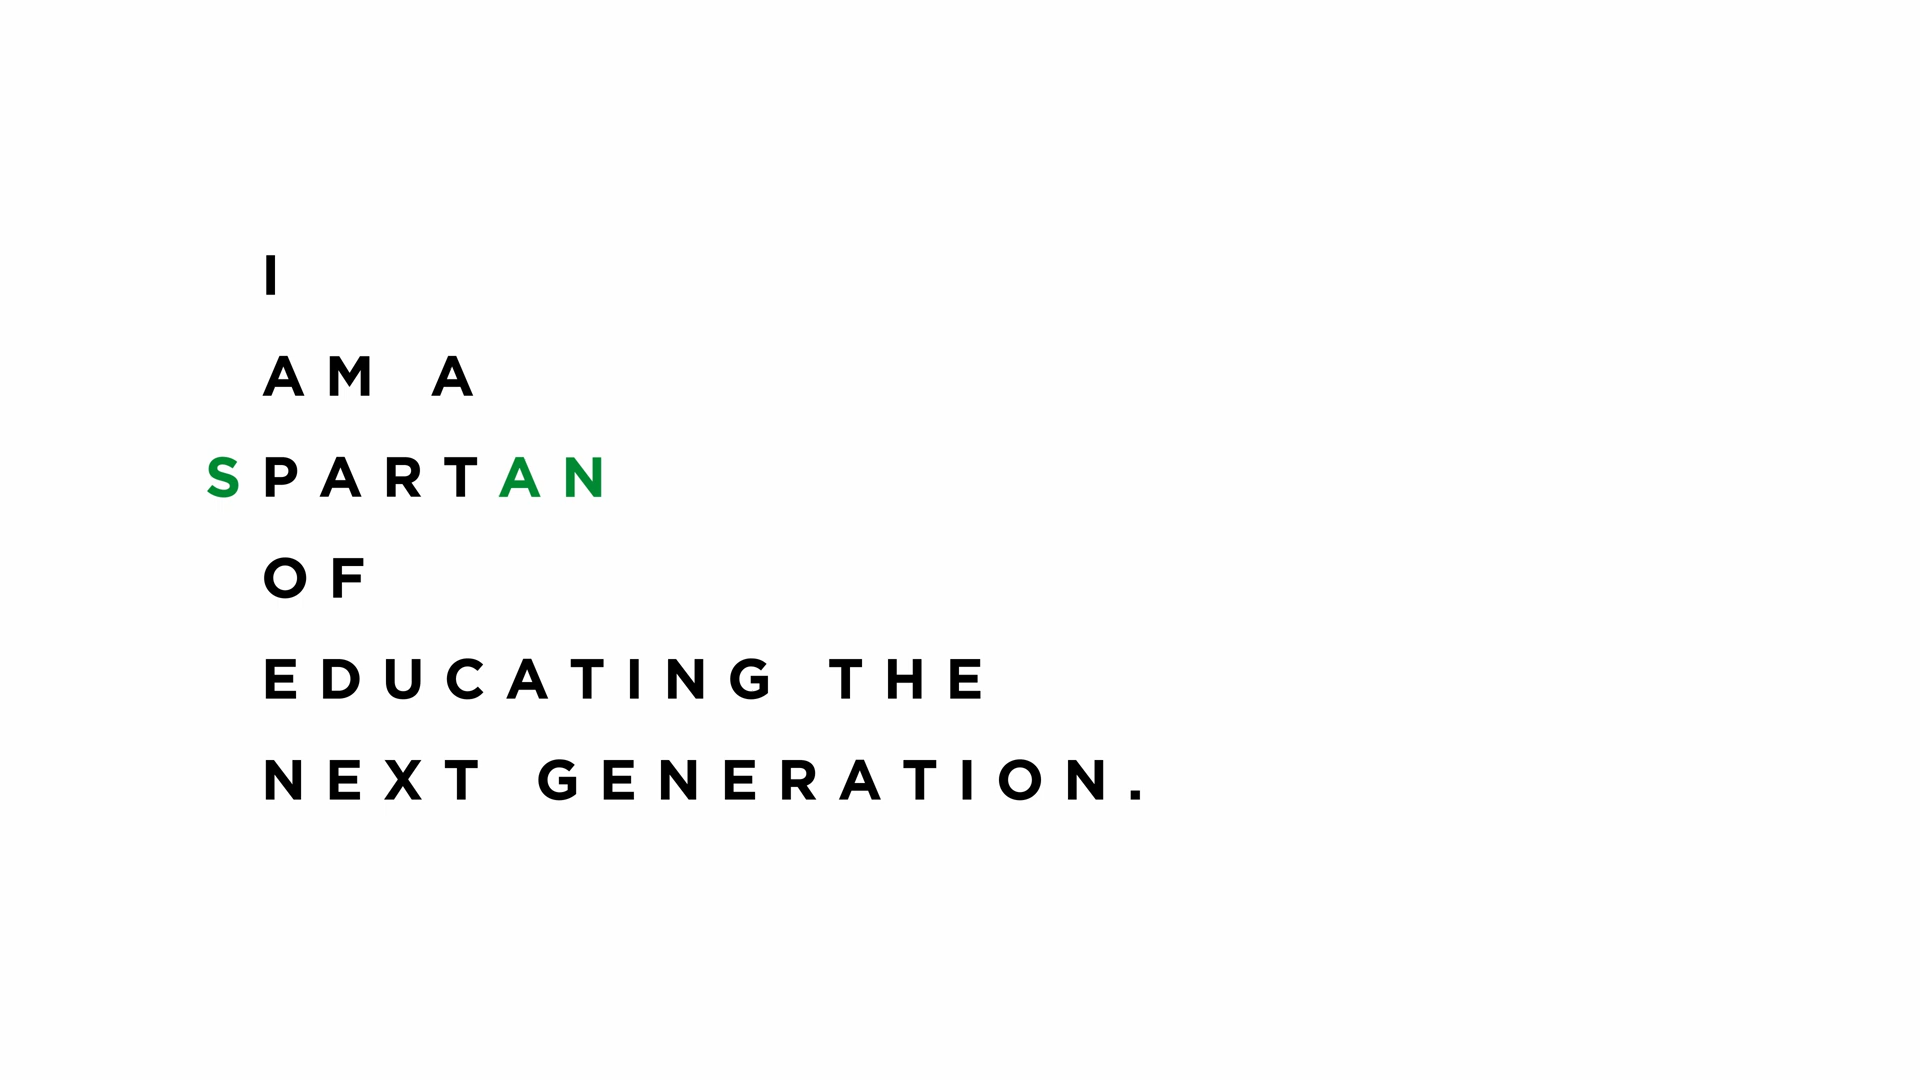 I
AM A
SPARTAN
OF
EDUCATING THE
NEXT GENERATION.